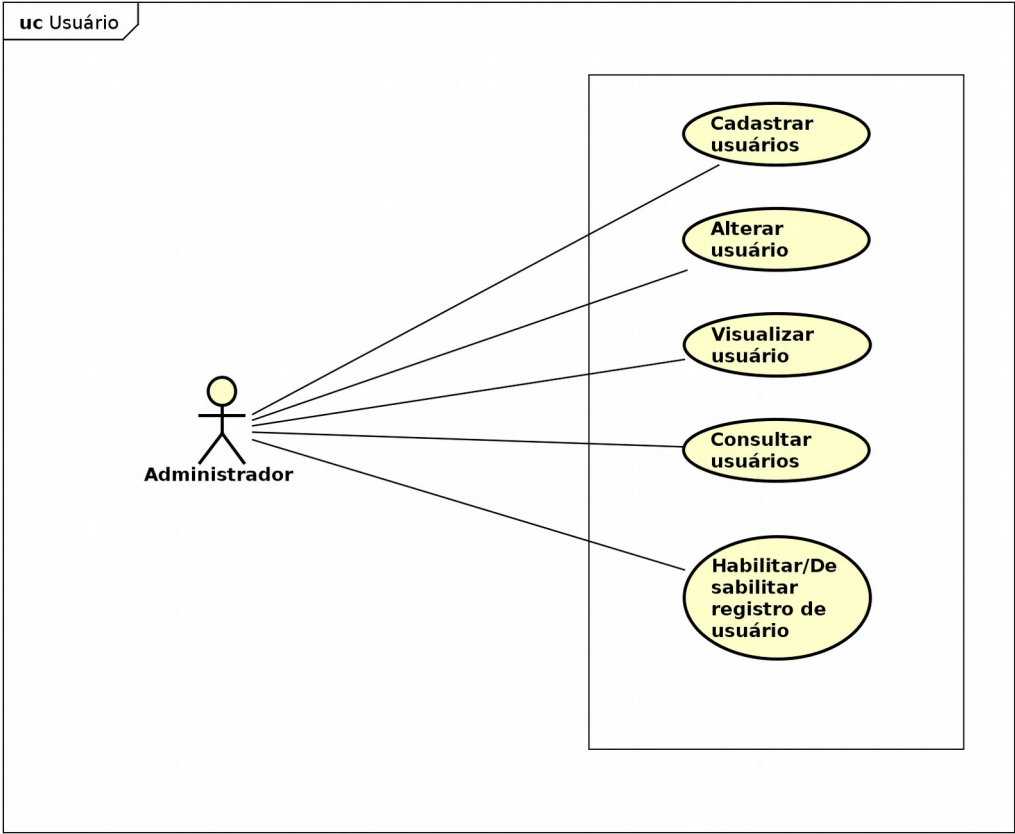 uc Usuário
Cadastrar
usuários
Alterar
usuário
Visualizar
usuário
Administrador
Consultar
usuários
Habilitar/De
sabilitar
registro de
usuário